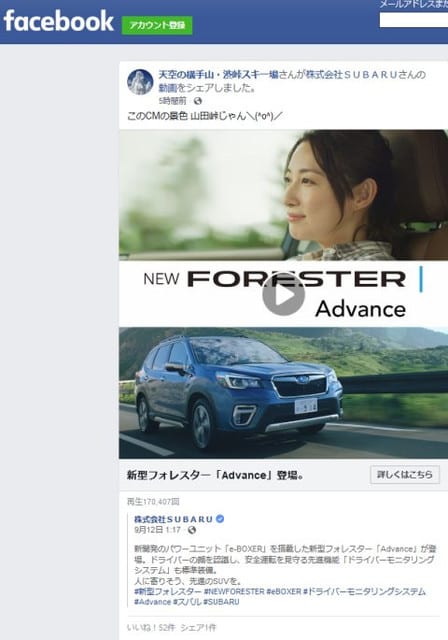 メールアドレスまた
facebook
アカウント登録
天空の横手山・渋峠スキー場さんが株式会社ＳＵＢＡＲＵさんの
動画をシェアしました。
5時間前 ·
このCMの景色 山田峠じゃん＼(^o^)／
NEW FORESTER
Advance
新型フォレスター「Advance」登場。
詳しくはこちら
再生170,407回
株式会社ＳＵＢＡＲＵ
9月12日 1:17 ·
新開発のパワーユニット「e-BOXER」を搭載した新型フォレスター「Advance」が登
場。ドライバーの顔を認識し、安全運転を見守る先進機能「ドライバーモニタリング
システム」も標準装備。
人に寄りそう、先進のSUVを。
#新型フォレスター #NEWFORESTER #eBOXER #ドライバーモニタリングシステム
#Advance #スバル #SUBARU
いいね！52件 シェア1件